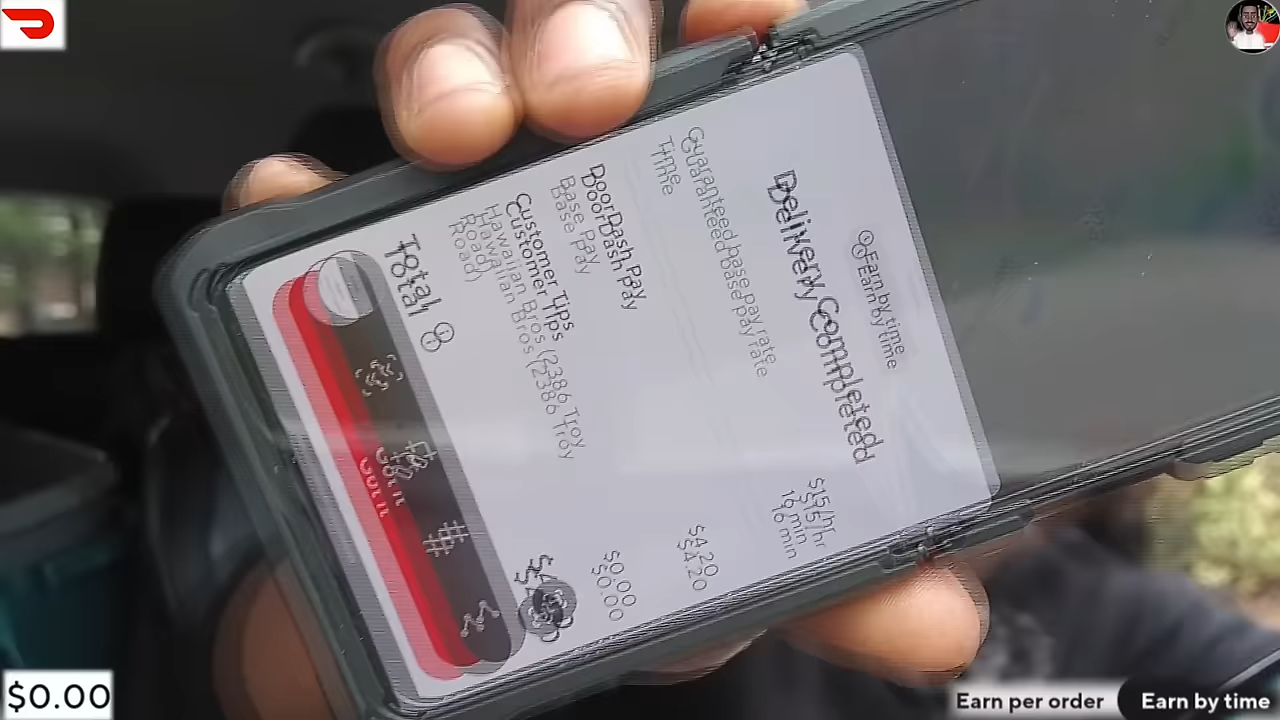 Earn by time
Delivery Completed
Guaranteed base pay rate $15/hr
Time 16 min
DoorDash Pay
Base Pay $4.20
Customer Tips
Hawaiian Bros (2386 Troy Road) $0.00
Total
Got it
$0.00
Earn per order Earn by time